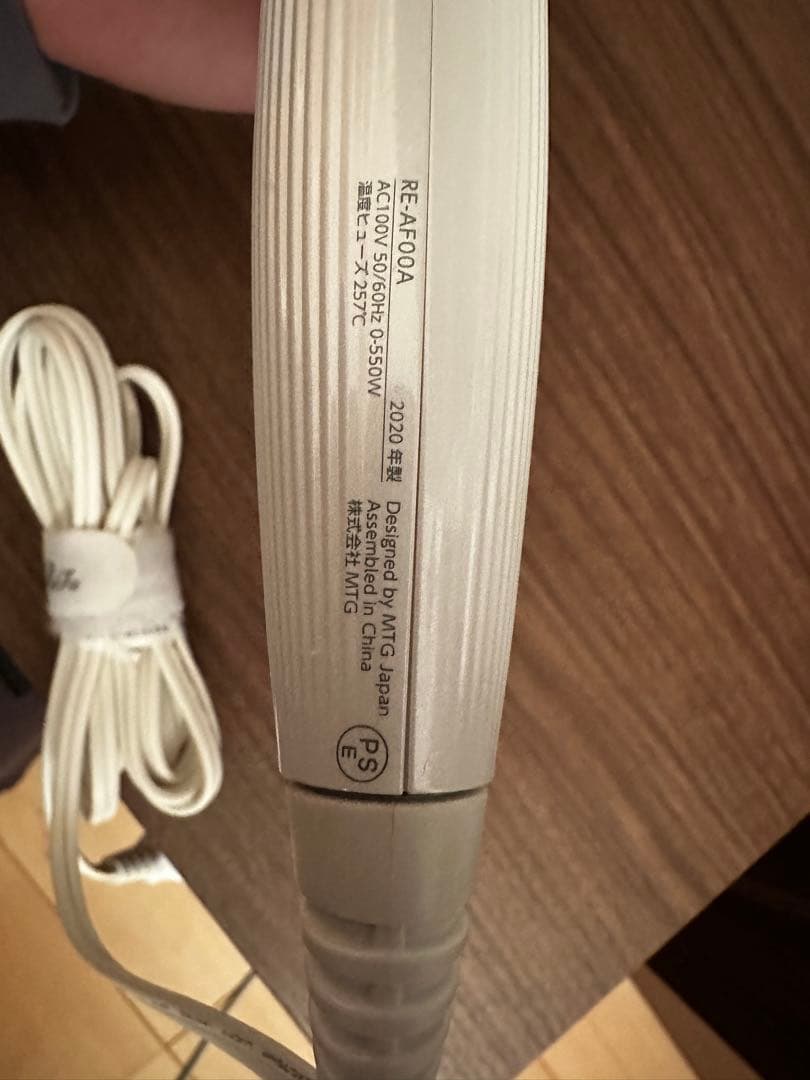 RE-AF00A 2020 年製
AC100V 50/60Hz 0-550W
温度ヒューズ 257℃
Designed by MTG Japan
Assembled in China
株式会社 MTG
PS
E